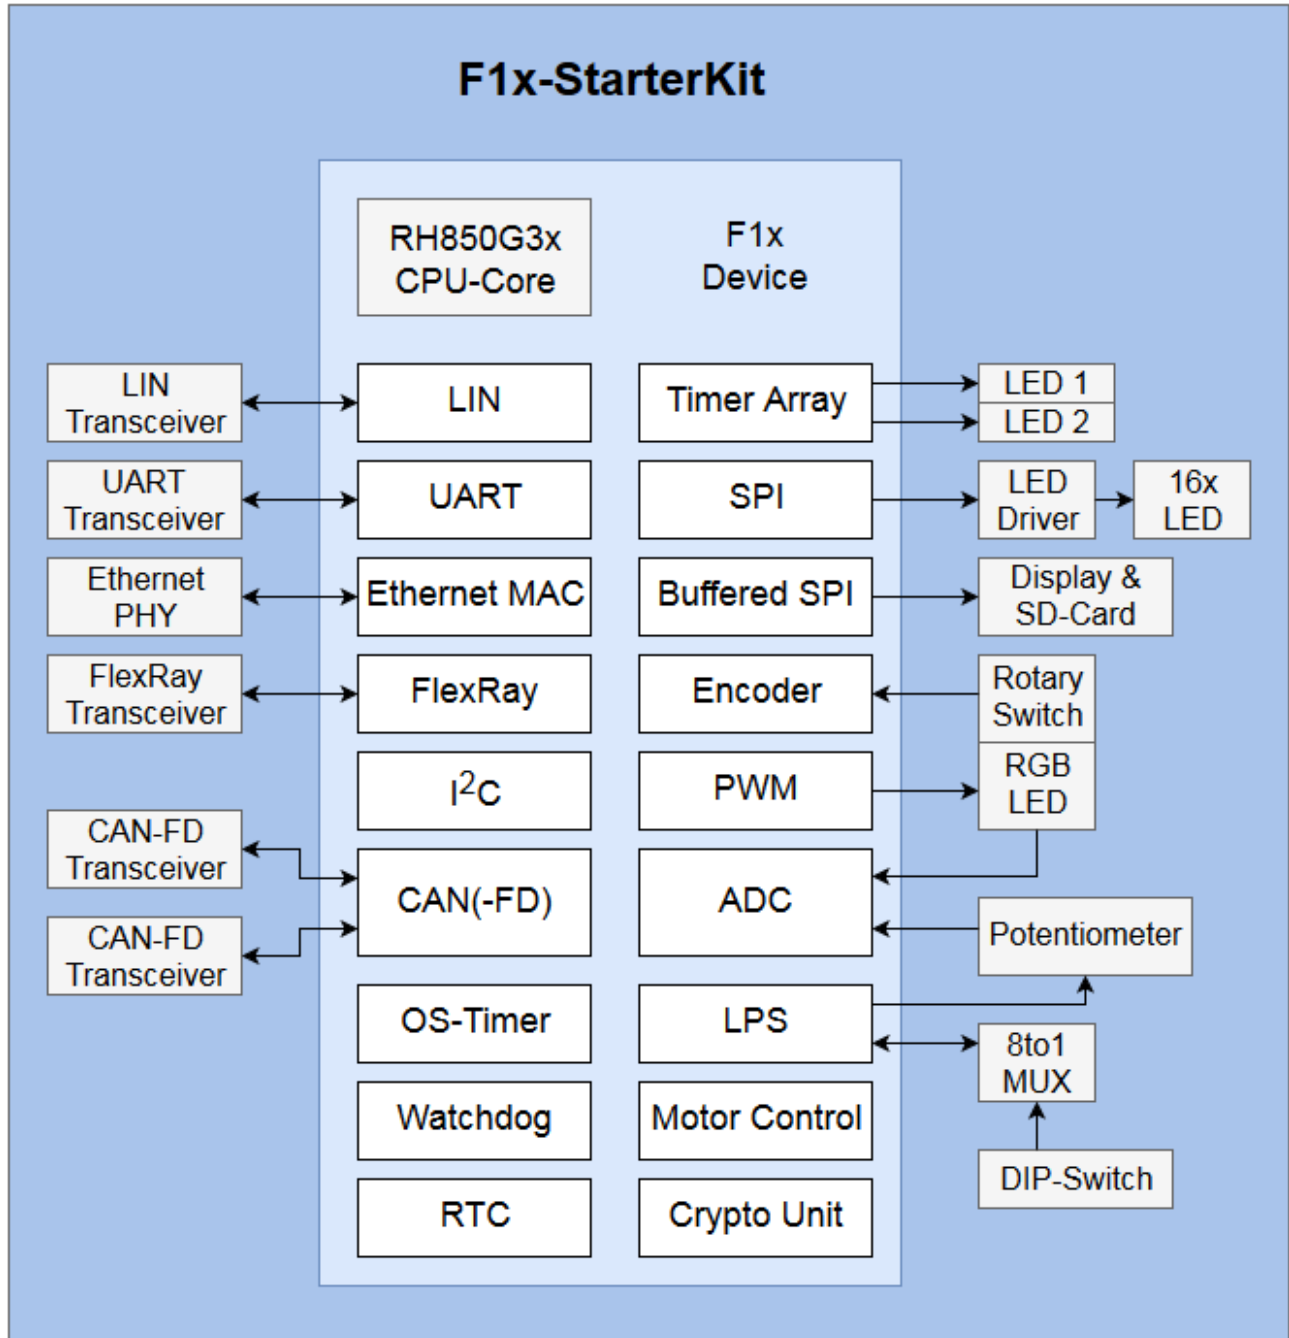 F1x-StarterKit
RH850G3x
CPU-Core
F1x
Device
LIN
Transceiver
LIN
Timer Array
LED 1
LED 2
UART
Transceiver
UART
SPI
LED
Driver
16x
LED
Ethernet
PHY
Ethernet MAC
Buffered SPI
Display &
SD-Card
FlexRay
Transceiver
FlexRay
Encoder
Rotary
Switch
I²C
PWM
RGB
LED
CAN-FD
Transceiver
CAN-FD
Transceiver
CAN(-FD)
ADC
Potentiometer
OS-Timer
LPS
8to1
MUX
Watchdog
Motor Control
DIP-Switch
RTC
Crypto Unit